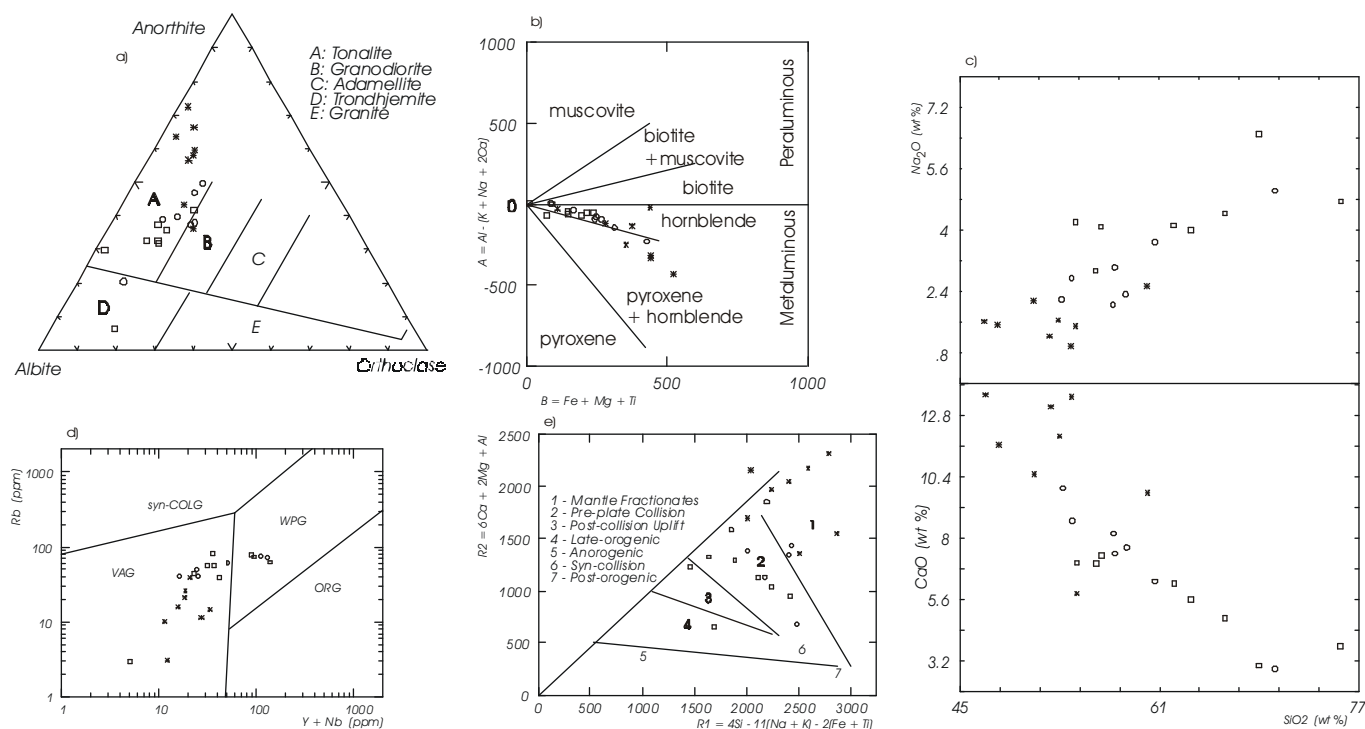 a)
Anorthite
A: Tonalite
B: Granodiorite
C: Adamellite
D: Trondhjemite
E: Granite
A
B
C
D
E
Albite
Orthoclase
b)
1000
500
0
-500
-1000
A = Al - (K + Na + 2Ca)
muscovite
biotite
+ muscovite
biotite
hornblende
pyroxene
+ hornblende
pyroxene
Peraluminous
Metaluminous
0
500
1000
B = Fe + Mg + Ti
c)
Na2O (wt %)
7.2
5.6
4
2.4
.8
CaO (wt %)
12.8
10.4
8
5.6
3.2
45
61
77
SiO2 (wt %)
d)
Rb (ppm)
1000
100
10
1
syn-COLG
WPG
VAG
ORG
1
10
100
1000
Y + Nb (ppm)
e)
R2 = 6Ca + 2Mg + Al
2500
2000
1500
1000
500
0
1 - Mantle Fractionates
2 - Pre-plate Collision
3 - Post-collision Uplift
4 - Late-orogenic
5 - Anorogenic
6 - Syn-collision
7 - Post-orogenic
1
2
3
4
5
6
7
0
500
1000
1500
2000
2500
3000
R1 = 4Si - 11(Na + K) - 2(Fe + Ti)